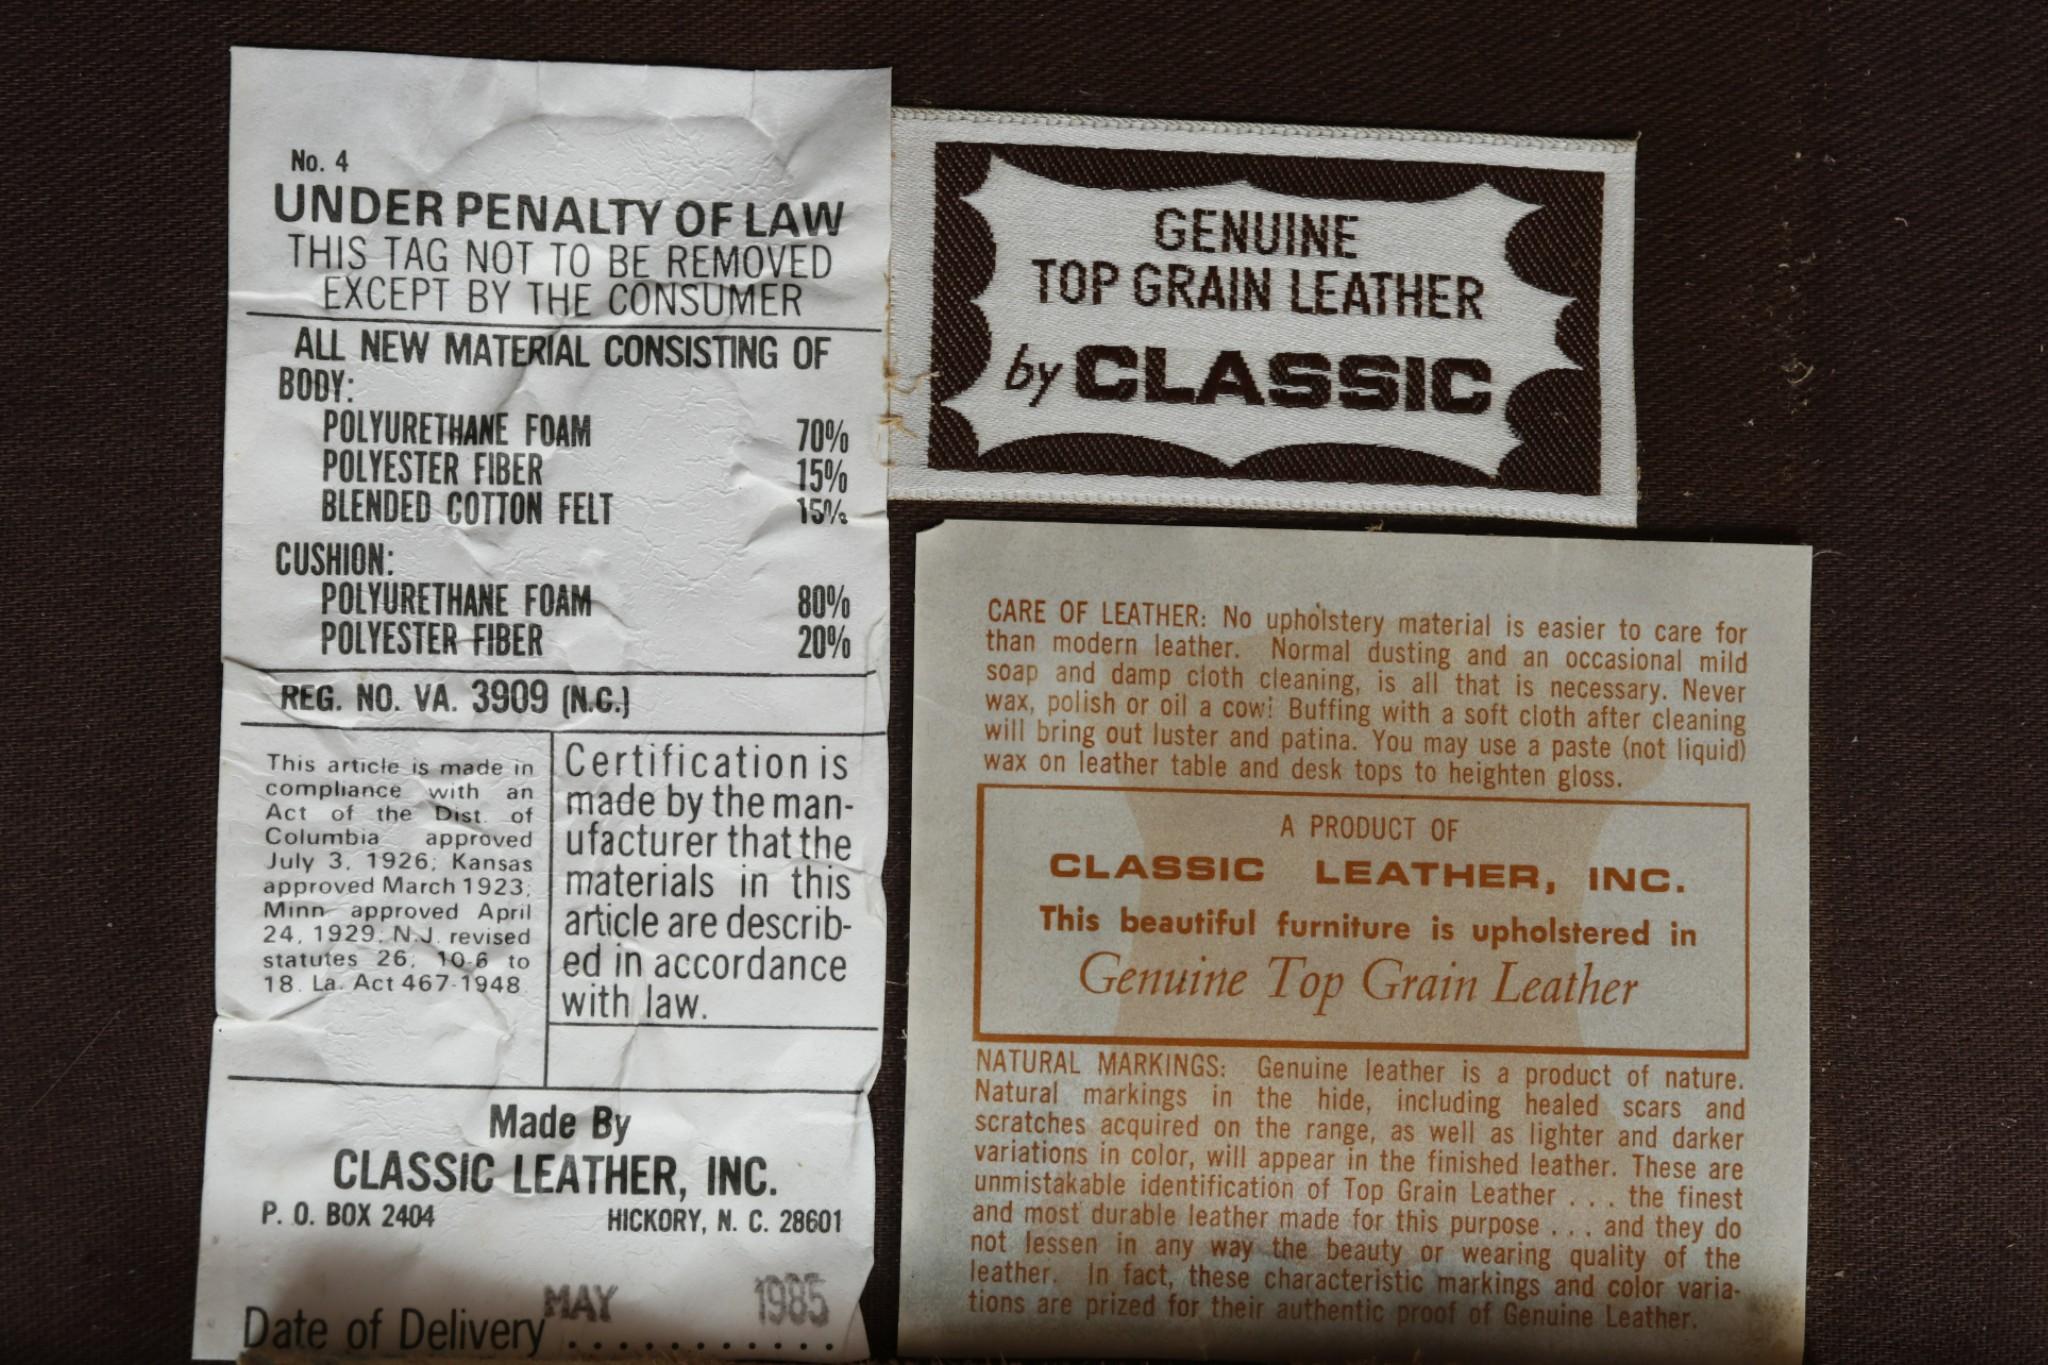 No. 4
UNDER PENALTY OF LAW
THIS TAG NOT TO BE REMOVED
EXCEPT BY THE CONSUMER
ALL NEW MATERIAL CONSISTING OF
BODY:
POLYURETHANE FOAM 70%
POLYESTER FIBER 15%
BLENDED COTTON FELT 15%
CUSHION:
POLYURETHANE FOAM 80%
POLYESTER FIBER 20%
REG. NO. VA. 3909 (N.C.)
This article is made in
compliance with an
Act of the Dist. of
Columbia approved
July 3, 1926; Kansas
approved March 1923;
Minn approved April
24, 1929; N.J. revised
statutes 26; 10-6 to
18. La. Act 467-1948
Certification is
made by the man-
ufacturer that the
materials in this
article are describ-
ed in accordance
with law.
Made By
CLASSIC LEATHER, INC.
P. O. BOX 2404 HICKORY, N. C. 28601
MAY 1985
Date of Delivery . . . . . . . . . . .
GENUINE
TOP GRAIN LEATHER
by CLASSIC
CARE OF LEATHER: No upholstery material is easier to care for
than modern leather. Normal dusting and an occasional mild
soap and damp cloth cleaning, is all that is necessary. Never
wax, polish or oil a cow! Buffing with a soft cloth after cleaning
will bring out luster and patina. You may use a paste (not liquid)
wax on leather table and desk tops to heighten gloss.
A PRODUCT OF
CLASSIC LEATHER, INC.
This beautiful furniture is upholstered in
Genuine Top Grain Leather
NATURAL MARKINGS: Genuine leather is a product of nature.
Natural markings in the hide, including healed scars and
scratches acquired on the range, as well as lighter and darker
variations in color, will appear in the finished leather. These are
unmistakable identification of Top Grain Leather . . . the finest
and most durable leather made for this purpose . . . and they do
not lessen in any way the beauty or wearing quality of the
leather. In fact, these characteristic markings and color varia-
tions are prized for their authentic proof of Genuine Leather.